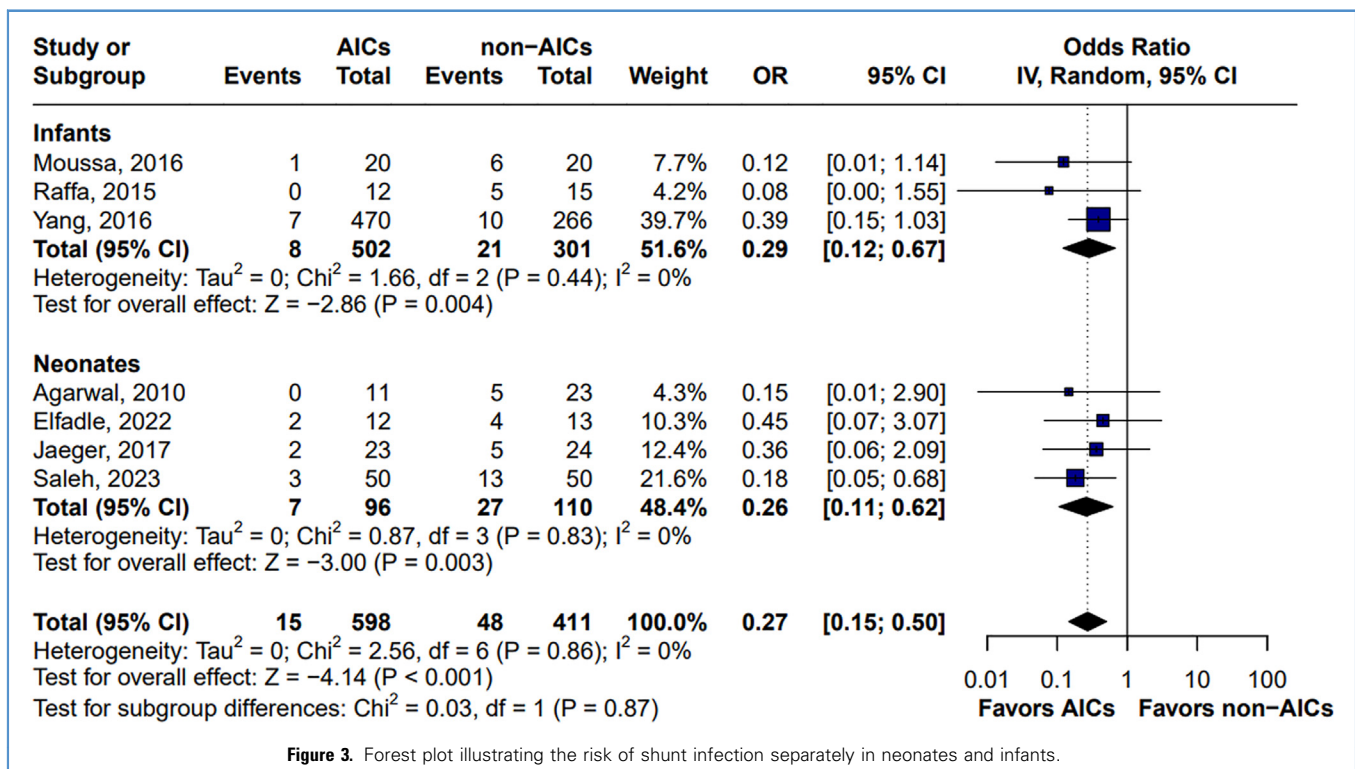 Study or AICs non−AICs Odds Ratio
Subgroup Events Total Events Total Weight OR 95% CI IV, Random, 95% CI
Infants
Moussa, 2016 1 20 6 20 7.7% 0.12 [0.01; 1.14]
Raffa, 2015 0 12 5 15 4.2% 0.08 [0.00; 1.55]
Yang, 2016 7 470 10 266 39.7% 0.39 [0.15; 1.03]
Total (95% CI) 8 502 21 301 51.6% 0.29 [0.12; 0.67]
Heterogeneity: Tau² = 0; Chi² = 1.66, df = 2 (P = 0.44); I² = 0%
Test for overall effect: Z = −2.86 (P = 0.004)
Neonates
Agarwal, 2010 0 11 5 23 4.3% 0.15 [0.01; 2.90]
Elfadle, 2022 2 12 4 13 10.3% 0.45 [0.07; 3.07]
Jaeger, 2017 2 23 5 24 12.4% 0.36 [0.06; 2.09]
Saleh, 2023 3 50 13 50 21.6% 0.18 [0.05; 0.68]
Total (95% CI) 7 96 27 110 48.4% 0.26 [0.11; 0.62]
Heterogeneity: Tau² = 0; Chi² = 0.87, df = 3 (P = 0.83); I² = 0%
Test for overall effect: Z = −3.00 (P = 0.003)
Total (95% CI) 15 598 48 411 100.0% 0.27 [0.15; 0.50]
Heterogeneity: Tau² = 0; Chi² = 2.56, df = 6 (P = 0.86); I² = 0%
Test for overall effect: Z = −4.14 (P < 0.001)
Test for subgroup differences: Chi² = 0.03, df = 1 (P = 0.87)
0.01 0.1 1 10 100
Favors AICs Favors non−AICs
Figure 3. Forest plot illustrating the risk of shunt infection separately in neonates and infants.